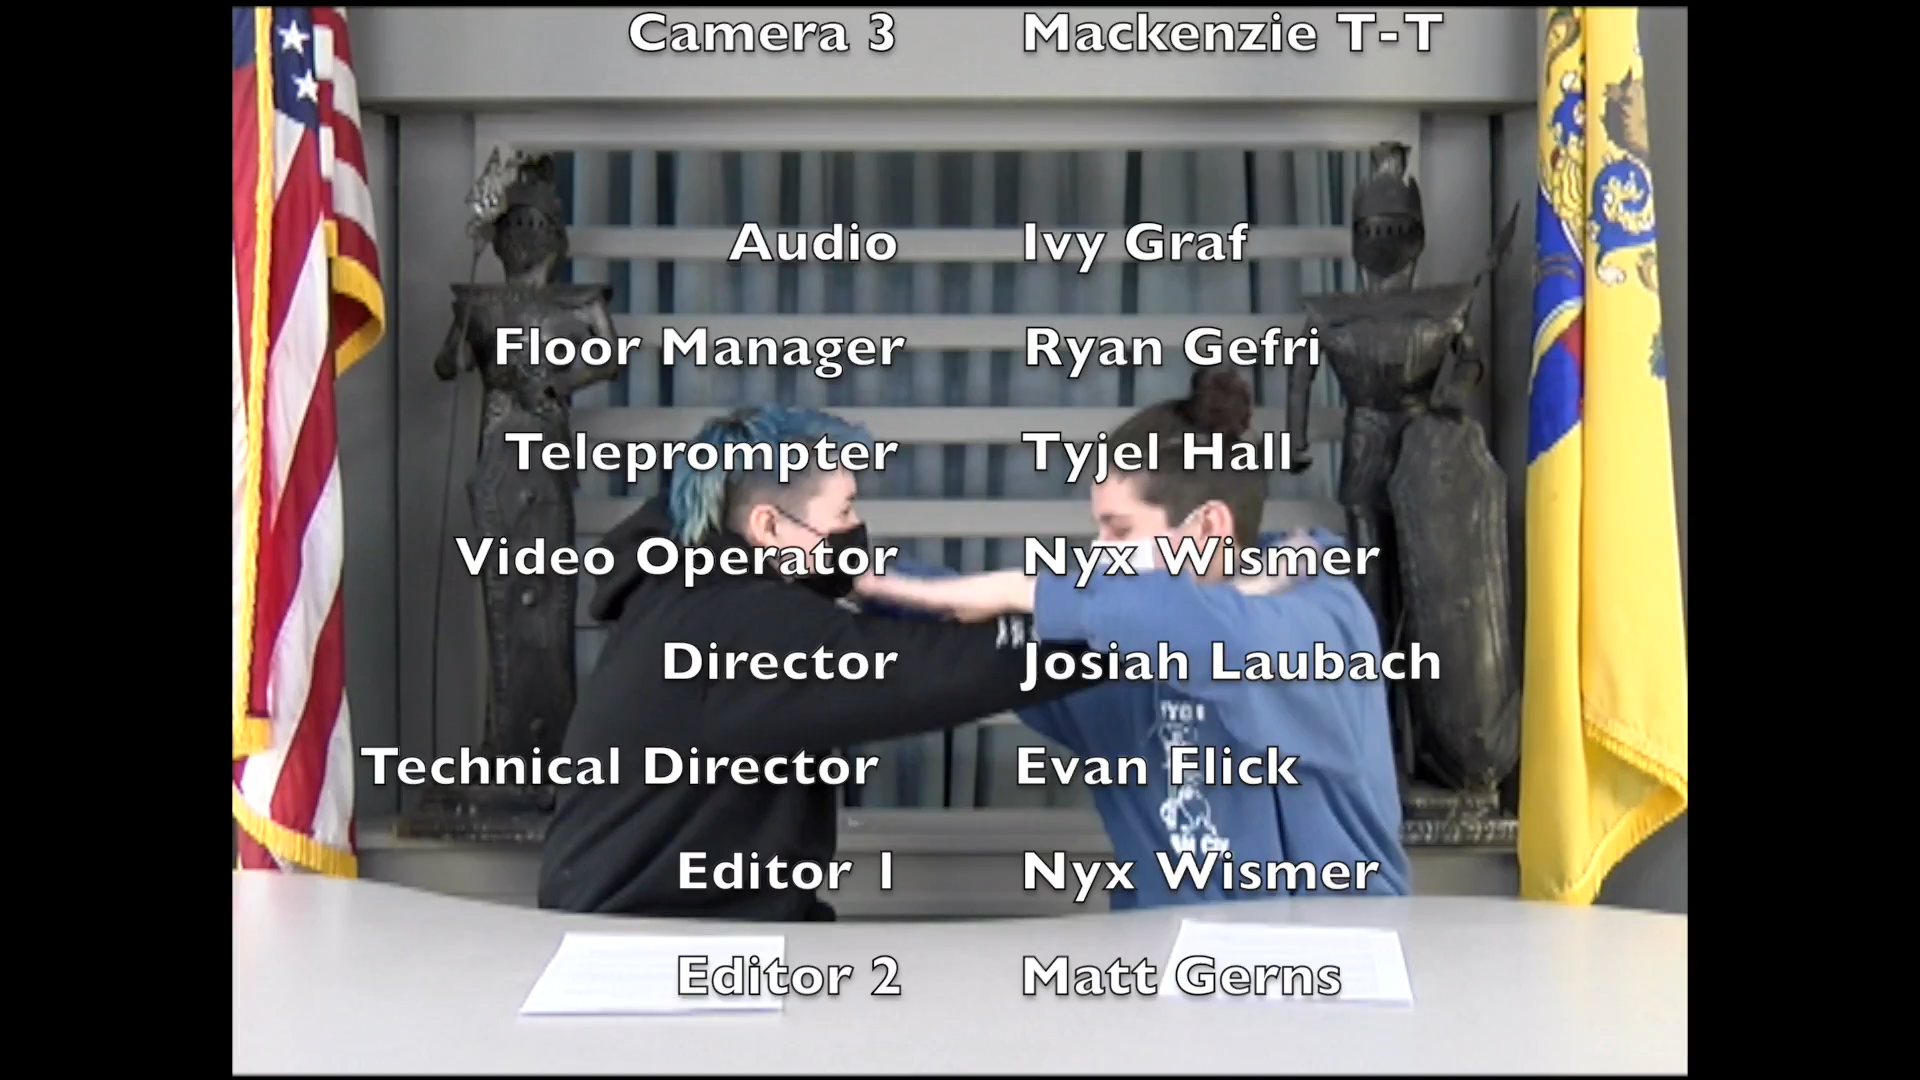 Camera 3 Mackenzie T-T
Audio Ivy Graf
Floor Manager Ryan Gefri
Teleprompter Tyjel Hall
Video Operator Nyx Wismer
Director Josiah Laubach
Technical Director Evan Flick
Editor 1 Nyx Wismer
Editor 2 Matt Gerns